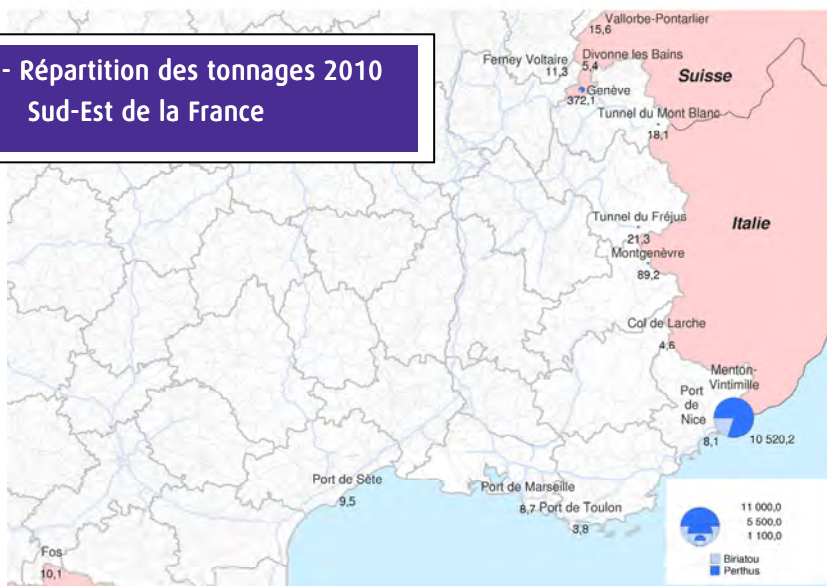 - Répartition des tonnages 2010
Sud-Est de la France
Vallorbe-Pontarlier
15,6
Ferney Voltaire
11,3
Divonne les Bains
5,4
Suisse
Genève
372,1
Tunnel du Mont Blanc
18,1
Tunnel du Fréjus
21,3
Italie
Montgenèvre
89,2
Col de Larche
4,6
Menton-
Vintimille
10 520,2
Port
de
Nice
8,1
Port de Sète
9,5
Port de Marseille
8,7
Port de Toulon
3,8
Fos
10,1
11 000,0
5 500,0
1 100,0
Biriatou
Perthus